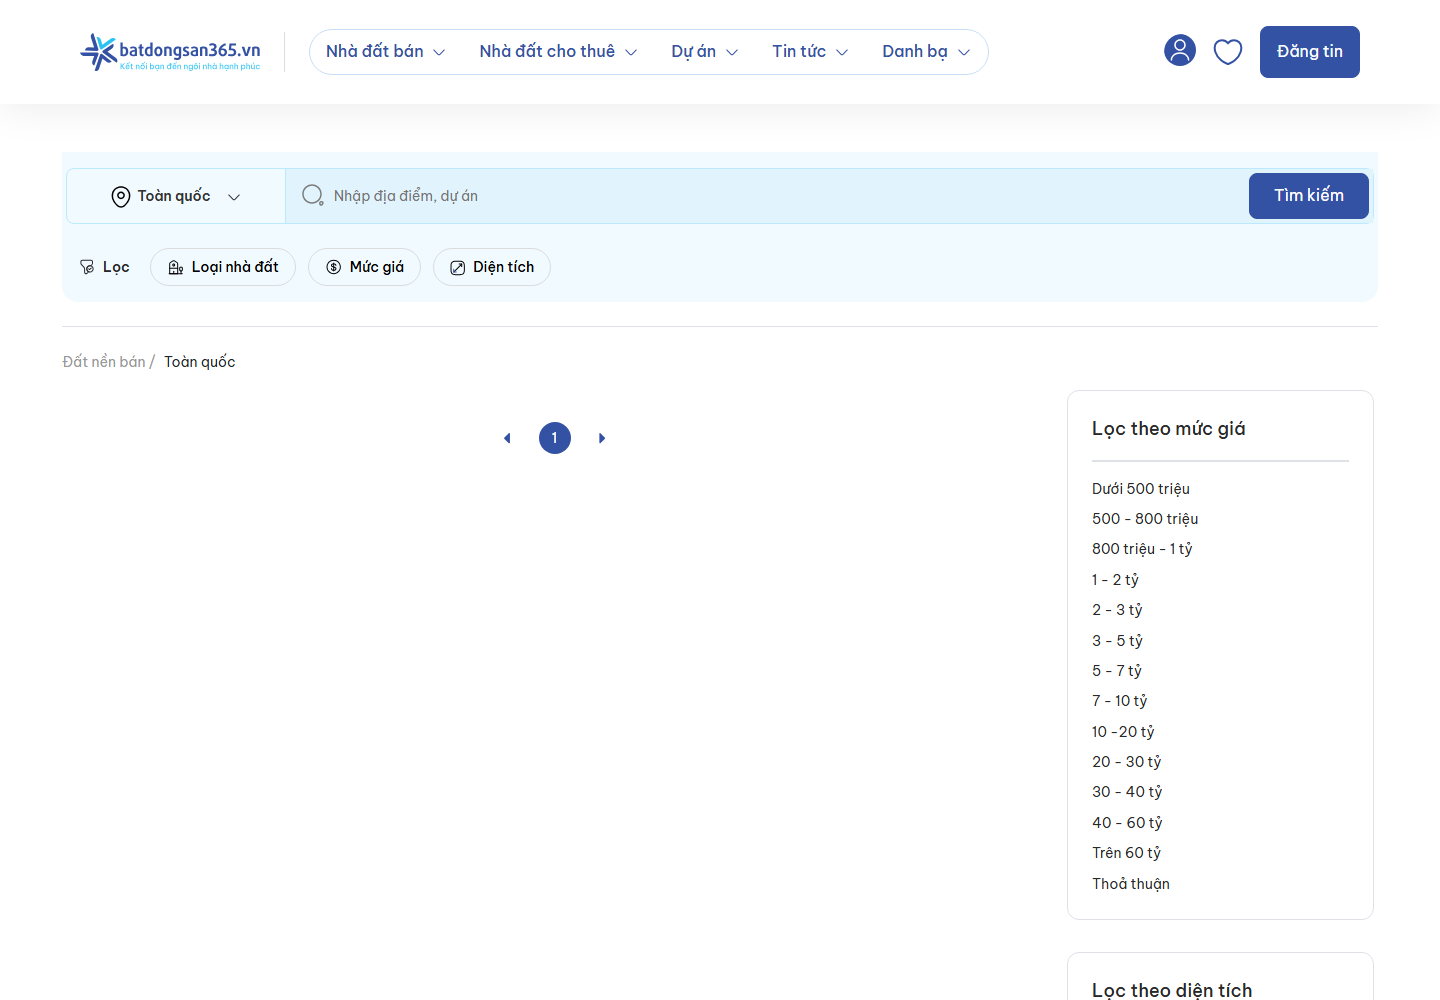 batdongsan365.vn
Kết nối bạn đến ngôi nhà hạnh phúc
Nhà đất bán
Nhà đất cho thuê
Dự án
Tin tức
Danh bạ
Đăng tin
Toàn quốc
Nhập địa điểm, dự án
Tìm kiếm
Lọc
Loại nhà đất
Mức giá
Diện tích
Đất nền bán / Toàn quốc
1
Lọc theo mức giá
Dưới 500 triệu
500 - 800 triệu
800 triệu - 1 tỷ
1 - 2 tỷ
2 - 3 tỷ
3 - 5 tỷ
5 - 7 tỷ
7 - 10 tỷ
10 -20 tỷ
20 - 30 tỷ
30 - 40 tỷ
40 - 60 tỷ
Trên 60 tỷ
Thoả thuận
Lọc theo diện tích